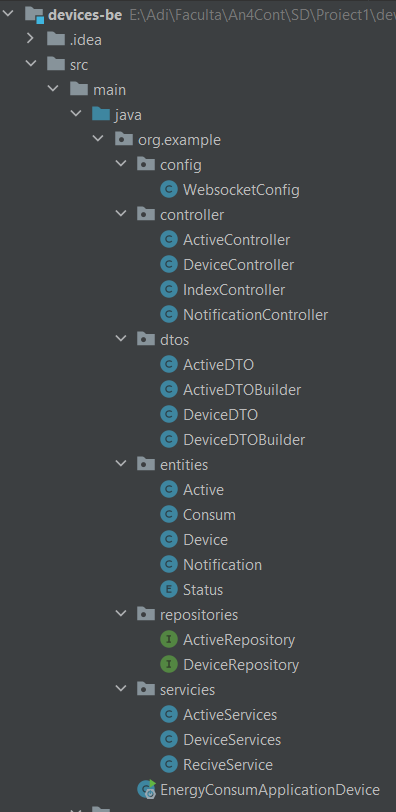 devices-be E:\Adi\Faculta\An4Cont\SD\Proiect1\dev
.idea
src
main
java
org.example
config
WebsocketConfig
controller
ActiveController
DeviceController
IndexController
NotificationController
dtos
ActiveDTO
ActiveDTOBuilder
DeviceDTO
DeviceDTOBuilder
entities
Active
Consum
Device
Notification
Status
repositories
ActiveRepository
DeviceRepository
servicies
ActiveServices
DeviceServices
ReciveService
EnergyConsumApplicationDevice